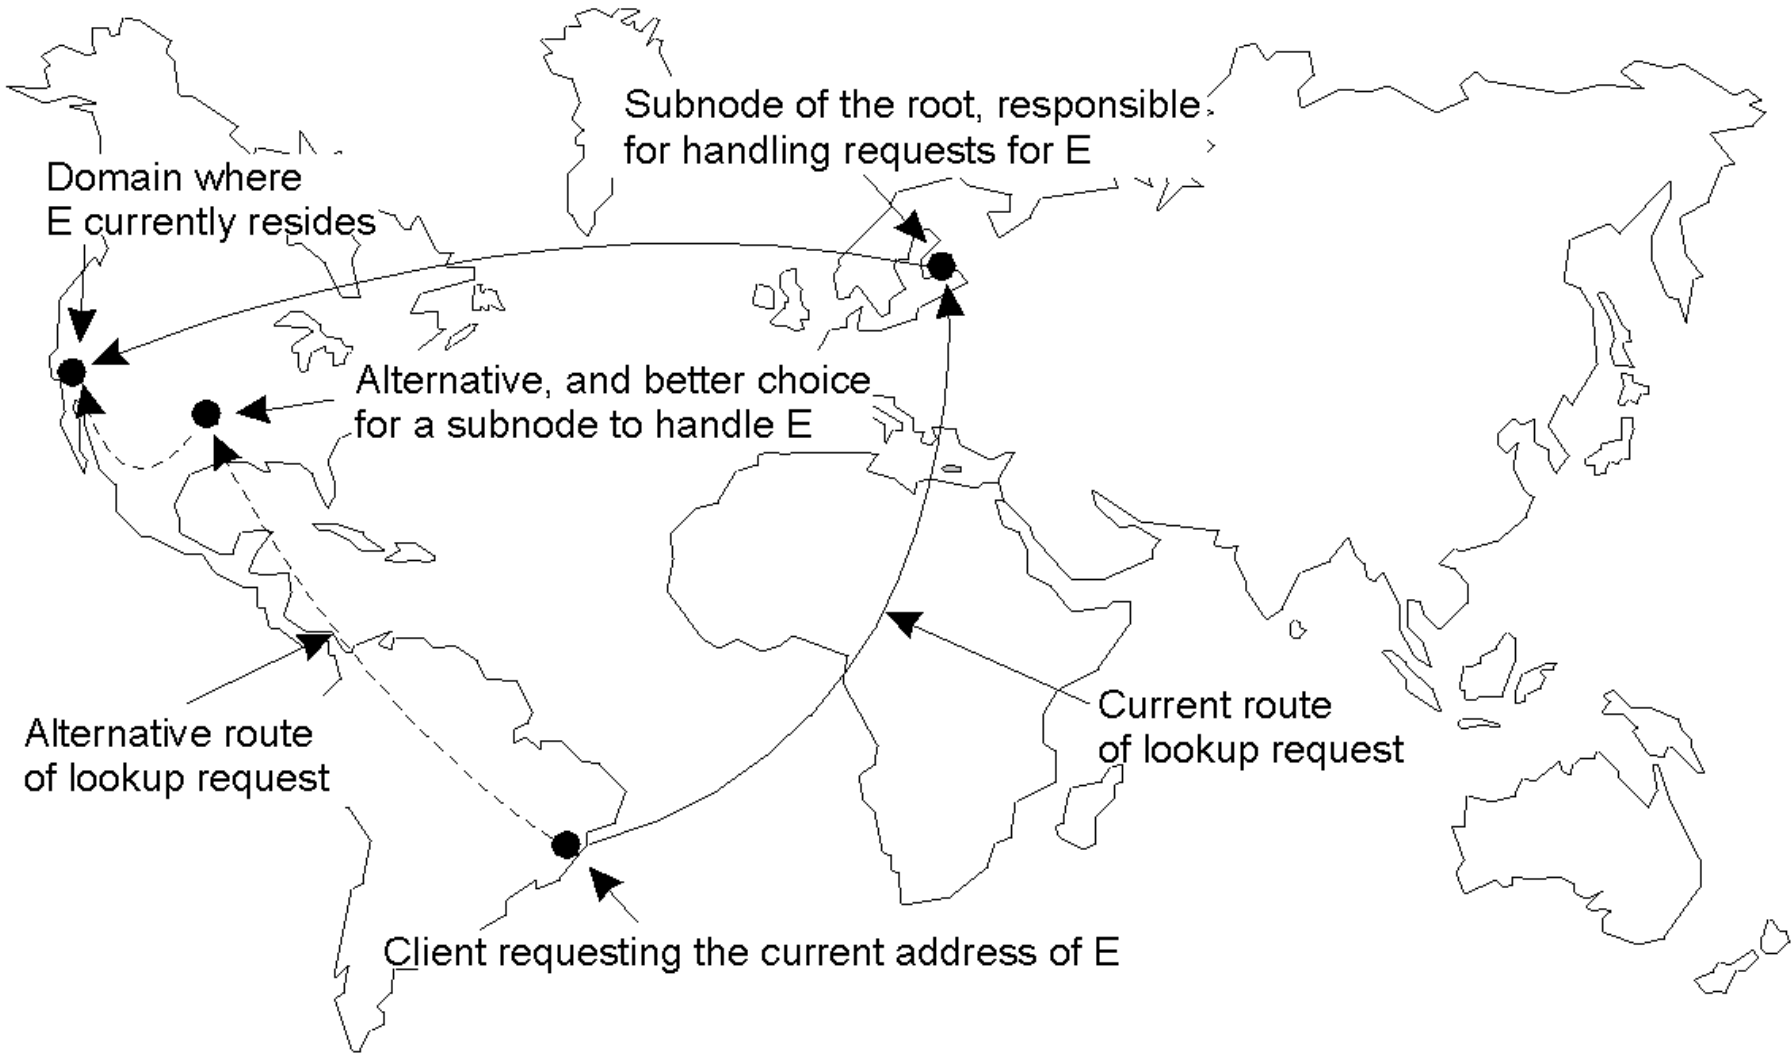 Subnode of the root, responsible
for handling requests for E
Domain where
E currently resides
Alternative, and better choice
for a subnode to handle E
Alternative route
of lookup request
Current route
of lookup request
Client requesting the current address of E